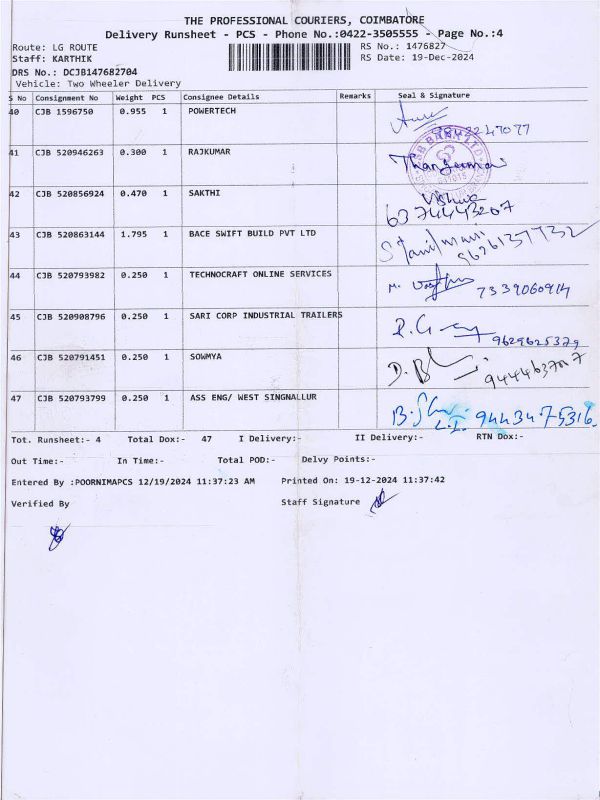 THE PROFESSIONAL COURIERS, COIMBATORE
Delivery Runsheet - PCS - Phone No.:0422-3505555 - Page No.:4
Route: LG ROUTE RS No.: 1476827
Staff: KARTHIK RS Date: 19-Dec-2024
DRS No.: DCJB147682704
Vehicle: Two Wheeler Delivery
S No Consignment No Weight PCS Consignee Details Remarks Seal & Signature
40 CJB 1596750 0.955 1 POWERTECH
41 CJB 520946263 0.300 1 RAJKUMAR
42 CJB 520856924 0.470 1 SAKTHI
6374443207
43 CJB 520863144 1.795 1 BACE SWIFT BUILD PVT LTD 9626137732
44 CJB 520793982 0.250 1 TECHNOCRAFT ONLINE SERVICES 7339060914
45 CJB 520908796 0.250 1 SARI CORP INDUSTRIAL TRAILERS
9629625379
46 CJB 520791451 0.250 1 SOWMYA
47 CJB 520793799 0.250 1 ASS ENG/ WEST SINGNALLUR
9443475316
Tot. Runsheet:- 4 Total Dox:- 47 I Delivery:- II Delivery:- RTN Dox:-
Out Time:- In Time:- Total POD:- Delvy Points:-
Entered By :POORNIMAPCS 12/19/2024 11:37:23 AM Printed On: 19-12-2024 11:37:42
Verified By Staff Signature